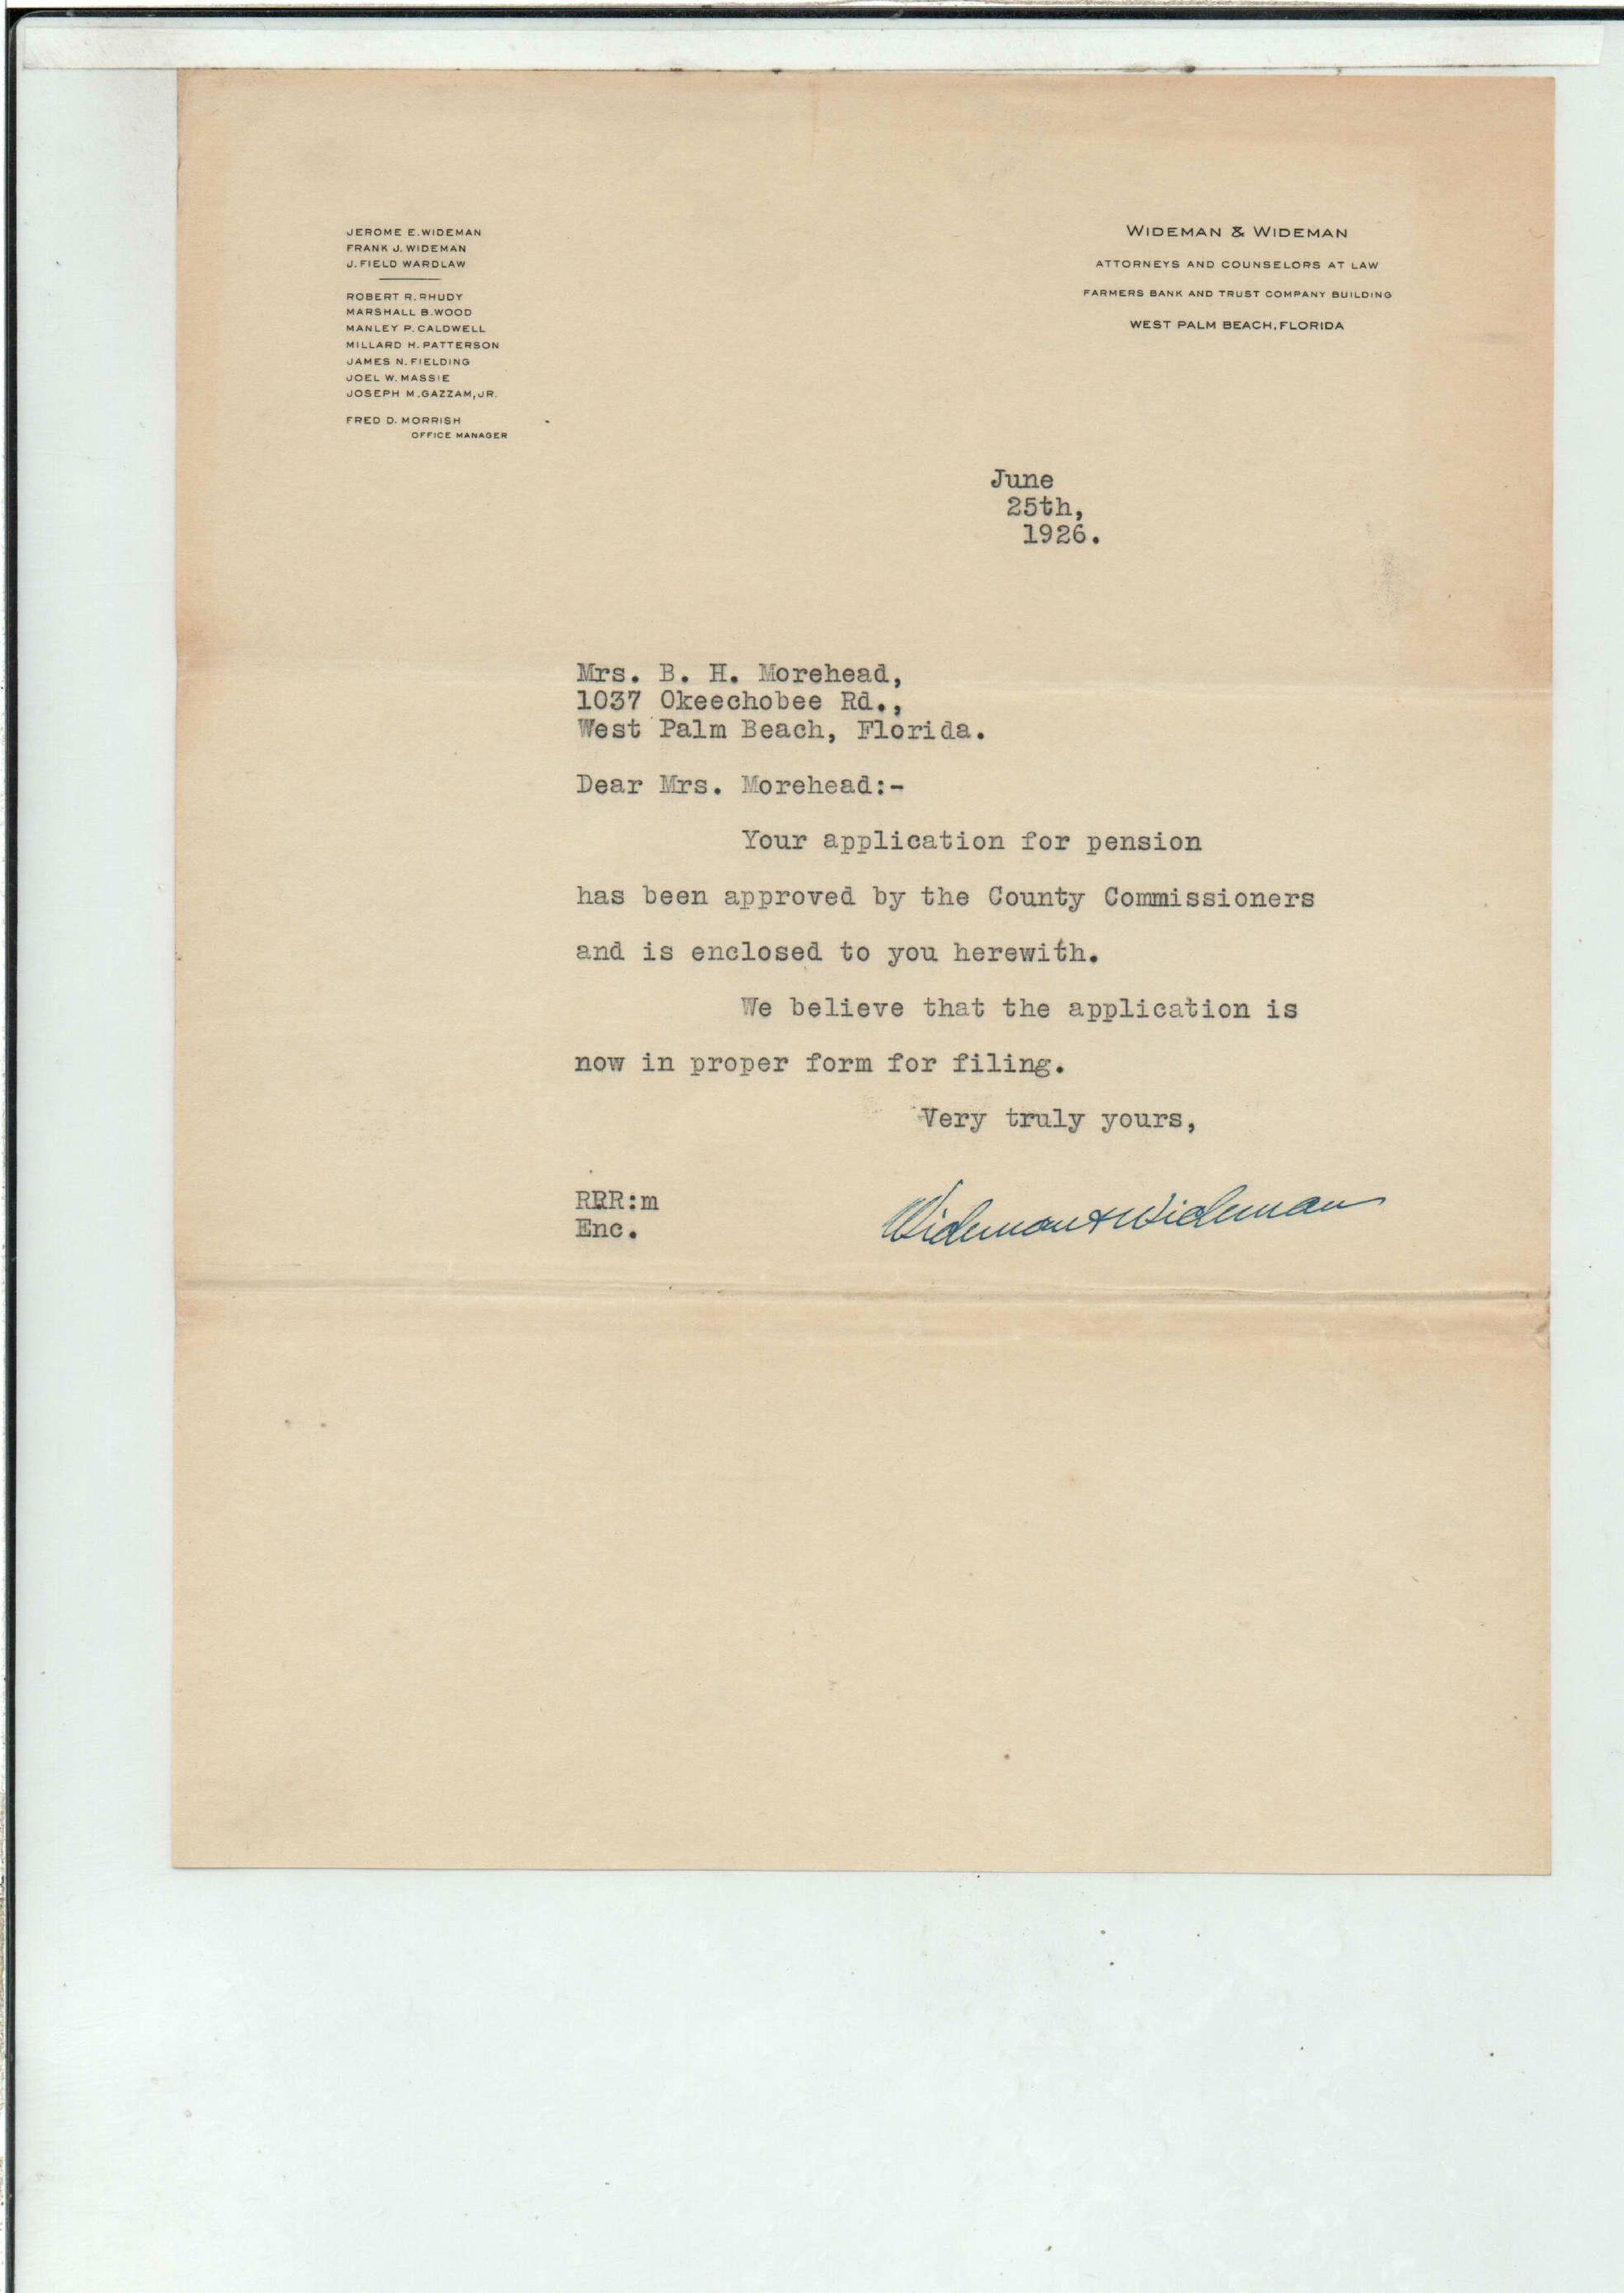 JEROME E. WIDEMAN
FRANK J. WIDEMAN
J. FIELD WARDLAW
ROBERT R. RHUDY
MARSHALL B. WOOD
MANLEY P. CALDWELL
MILLARD H. PATTERSON
JAMES N. FIELDING
JOEL W. MASSIE
JOSEPH M. GAZZAM, JR.
FRED D. MORRISH
OFFICE MANAGER
WIDEMAN & WIDEMAN
ATTORNEYS AND COUNSELORS AT LAW
FARMERS BANK AND TRUST COMPANY BUILDING
WEST PALM BEACH, FLORIDA
June
25th,
1926.
Mrs. B. H. Morehead,
1037 Okeechobee Rd.,
West Palm Beach, Florida.
Dear Mrs. Morehead:-
Your application for pension
has been approved by the County Commissioners
and is enclosed to you herewith.
We believe that the application is
now in proper form for filing.
Very truly yours,
RRR:m
Enc.
Wideman & Wideman